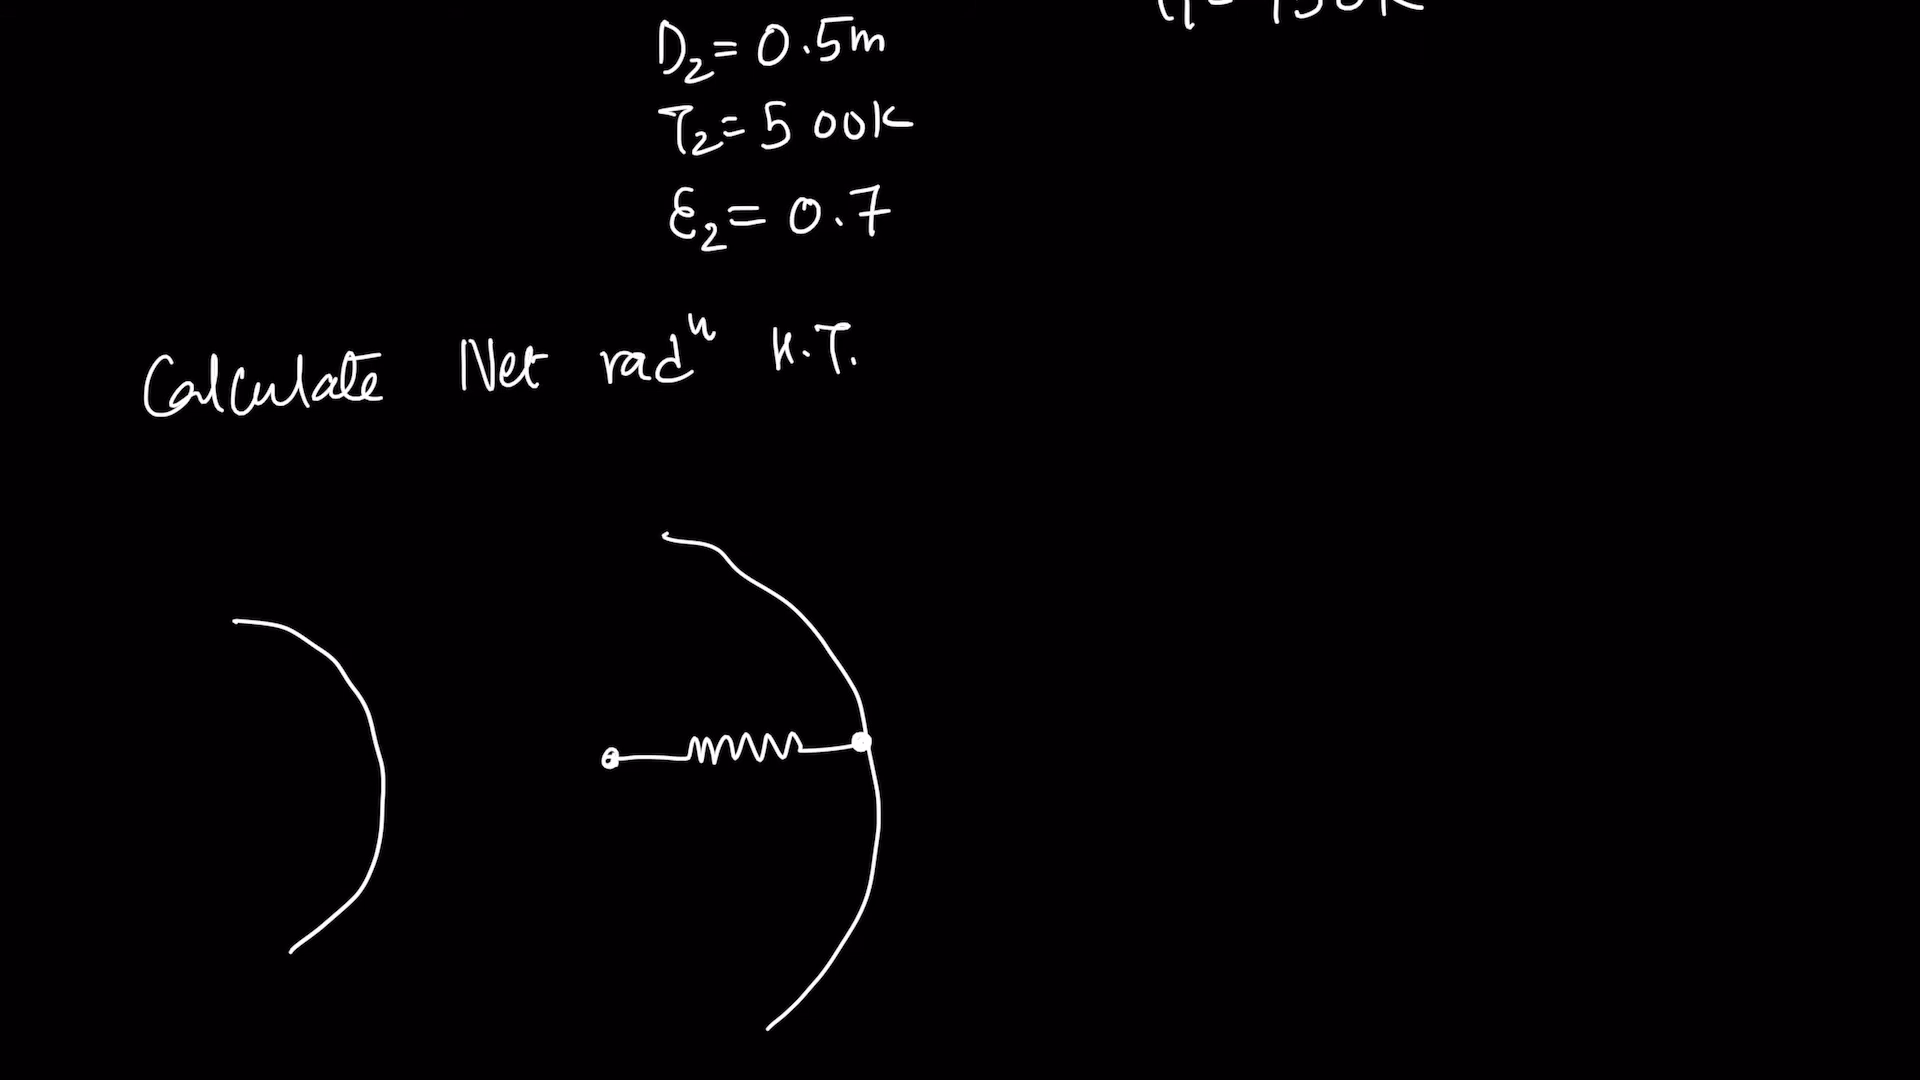 D₂ = 0.5m
T₂ = 500K
ε₂ = 0.7
Calculate Net radⁿ H.T.